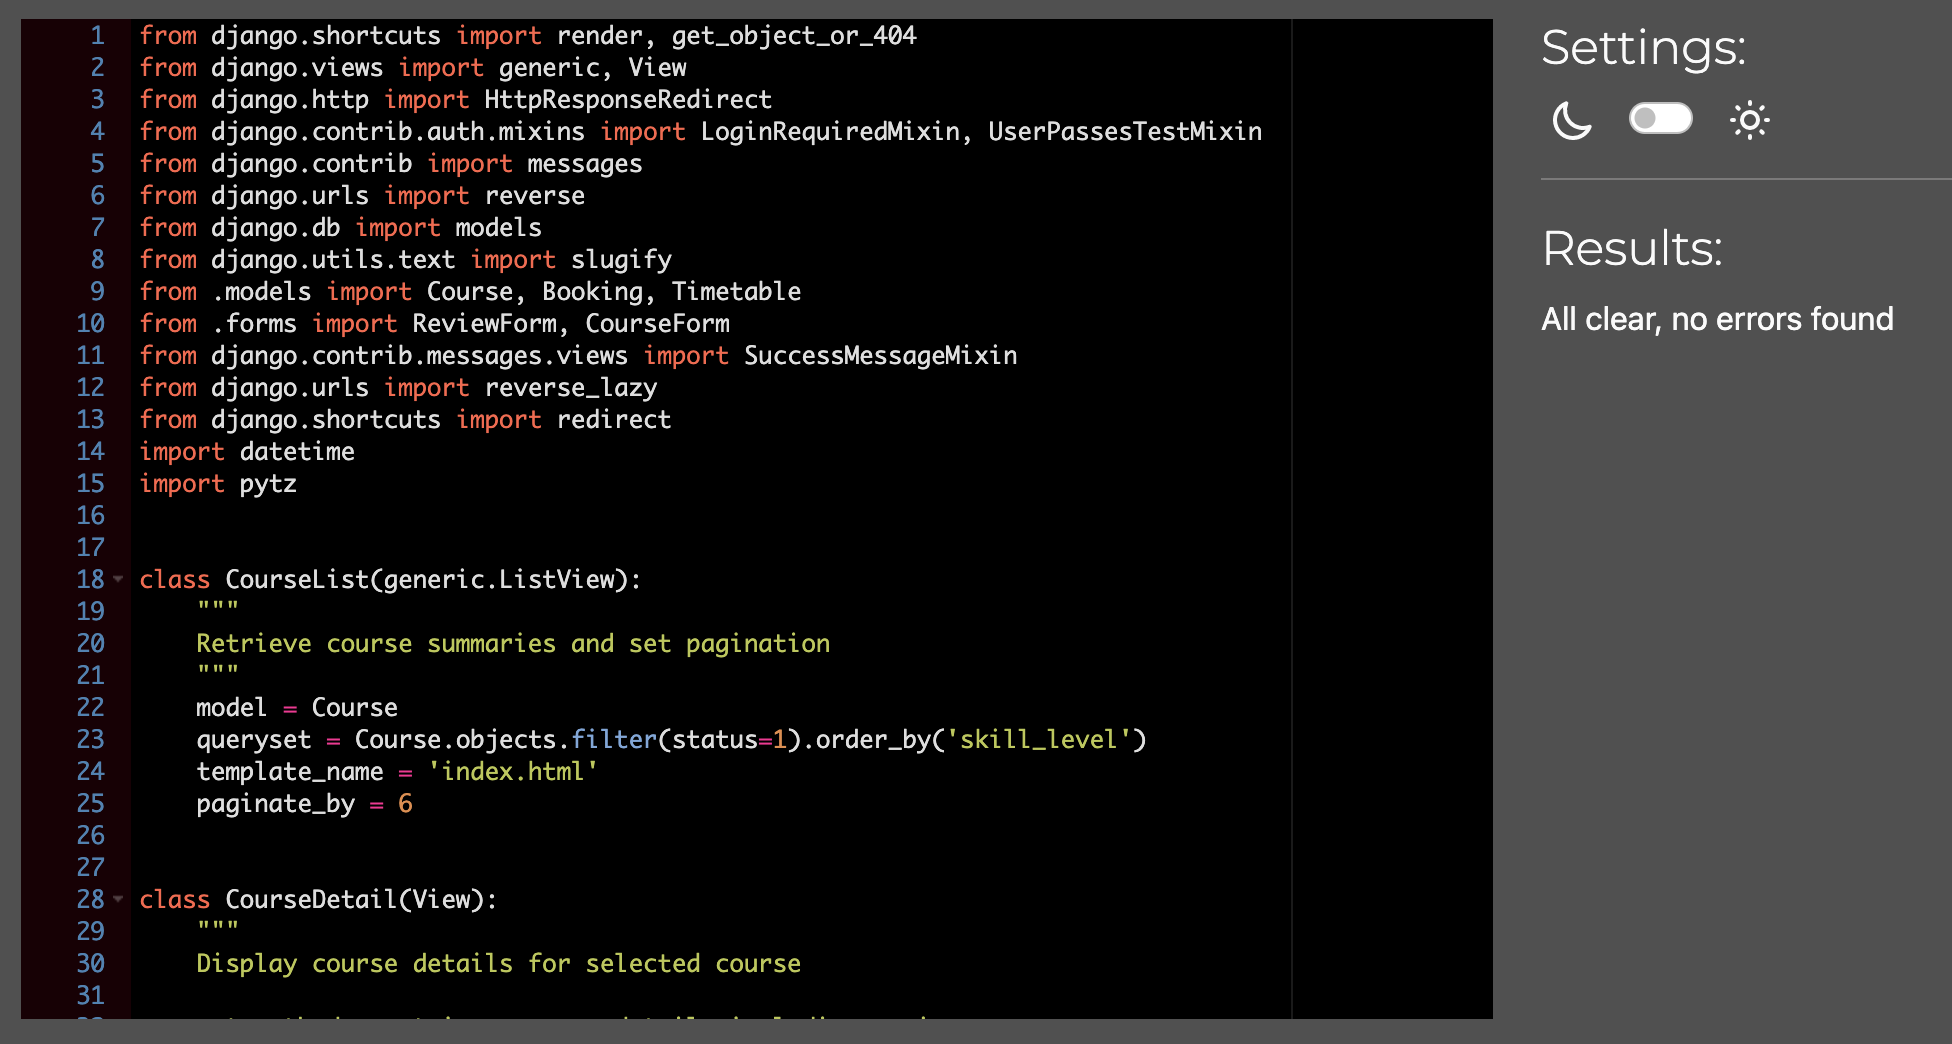 1 from django.shortcuts import render, get_object_or_404
2 from django.views import generic, View
3 from django.http import HttpResponseRedirect
4 from django.contrib.auth.mixins import LoginRequiredMixin, UserPassesTestMixin
5 from django.contrib import messages
6 from django.urls import reverse
7 from django.db import models
8 from django.utils.text import slugify
9 from .models import Course, Booking, Timetable
10 from .forms import ReviewForm, CourseForm
11 from django.contrib.messages.views import SuccessMessageMixin
12 from django.urls import reverse_lazy
13 from django.shortcuts import redirect
14 import datetime
15 import pytz
16
17
18 class CourseList(generic.ListView):
19     """
20     Retrieve course summaries and set pagination
21     """
22     model = Course
23     queryset = Course.objects.filter(status=1).order_by('skill_level')
24     template_name = 'index.html'
25     paginate_by = 6
26
27
28 class CourseDetail(View):
29     """
30     Display course details for selected course
31
Settings:
Results:
All clear, no errors found